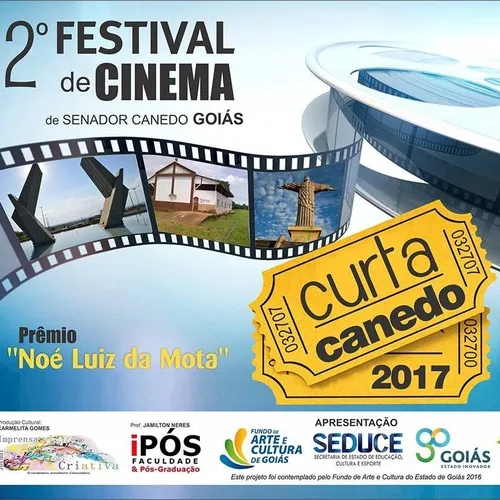 2º FESTIVAL
de CINEMA
de SENADOR CANEDO GOIÁS
curta
canedo
2017
032707
032707
032707
032700
Prêmio
"Noé Luiz da Mota"
Produção Cultural:
CARMELITA GOMES
Imprensa
Criativa
Prof. JAMILTON NERES
iPÓS
FACULDADE
& Pós-Graduação
FUNDO DE
ARTE E
CULTURA
DE GOIÁS
APRESENTAÇÃO
SEDUCE
SECRETARIA DE ESTADO DE EDUCAÇÃO,
CULTURA E ESPORTE
GOIÁS
ESTADO INOVADOR
Este projeto foi contemplado pelo Fundo de Arte e Cultura do Estado de Goiás 2016